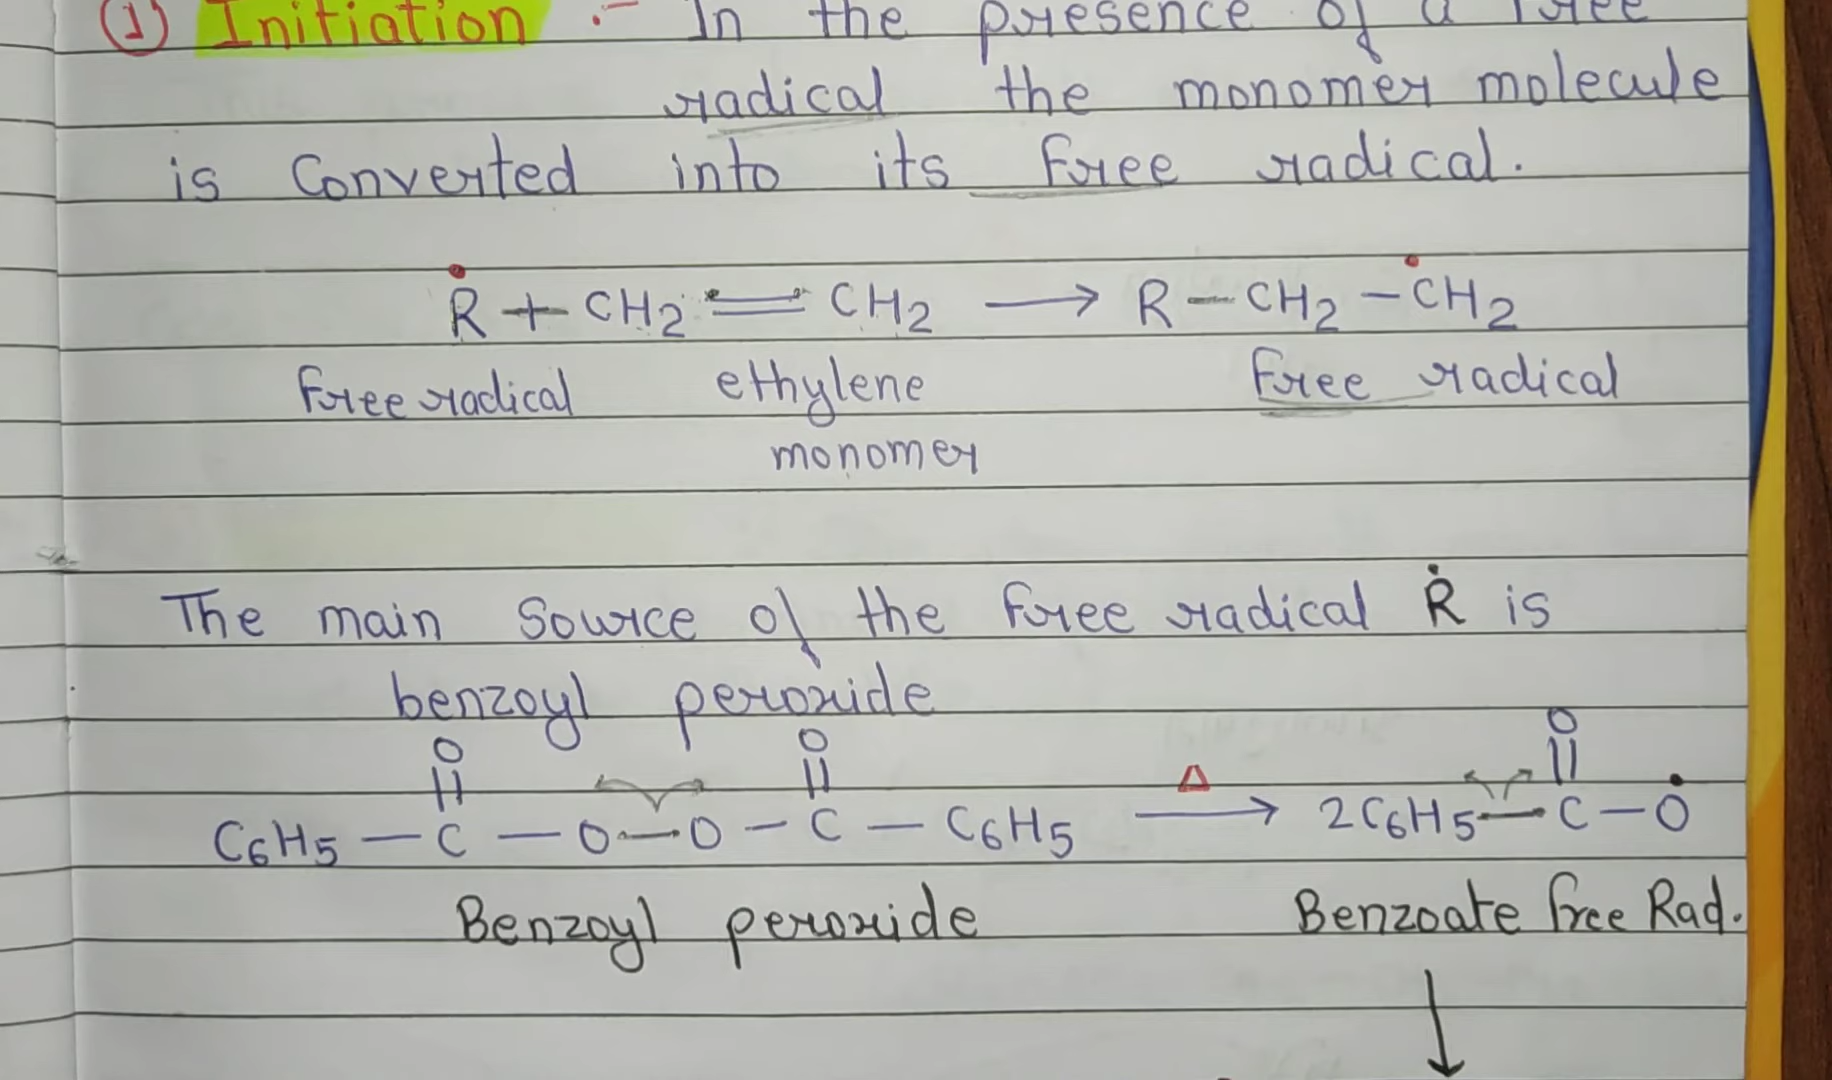 (1) Initiation :- In the presence of a free
radical the monomer molecule
is Converted into its free radical.
Ṙ + CH2 = CH2 → R – CH2 – ĊH2
free radical ethylene free radical
monomer
The main Source of the free radical Ṙ is
benzoyl peroxide
O O O
|| || Δ ||
C6H5 – C – O – O – C – C6H5 → 2C6H5 – C – Ȯ
Benzoyl peroxide Benzoate free Rad.
↓